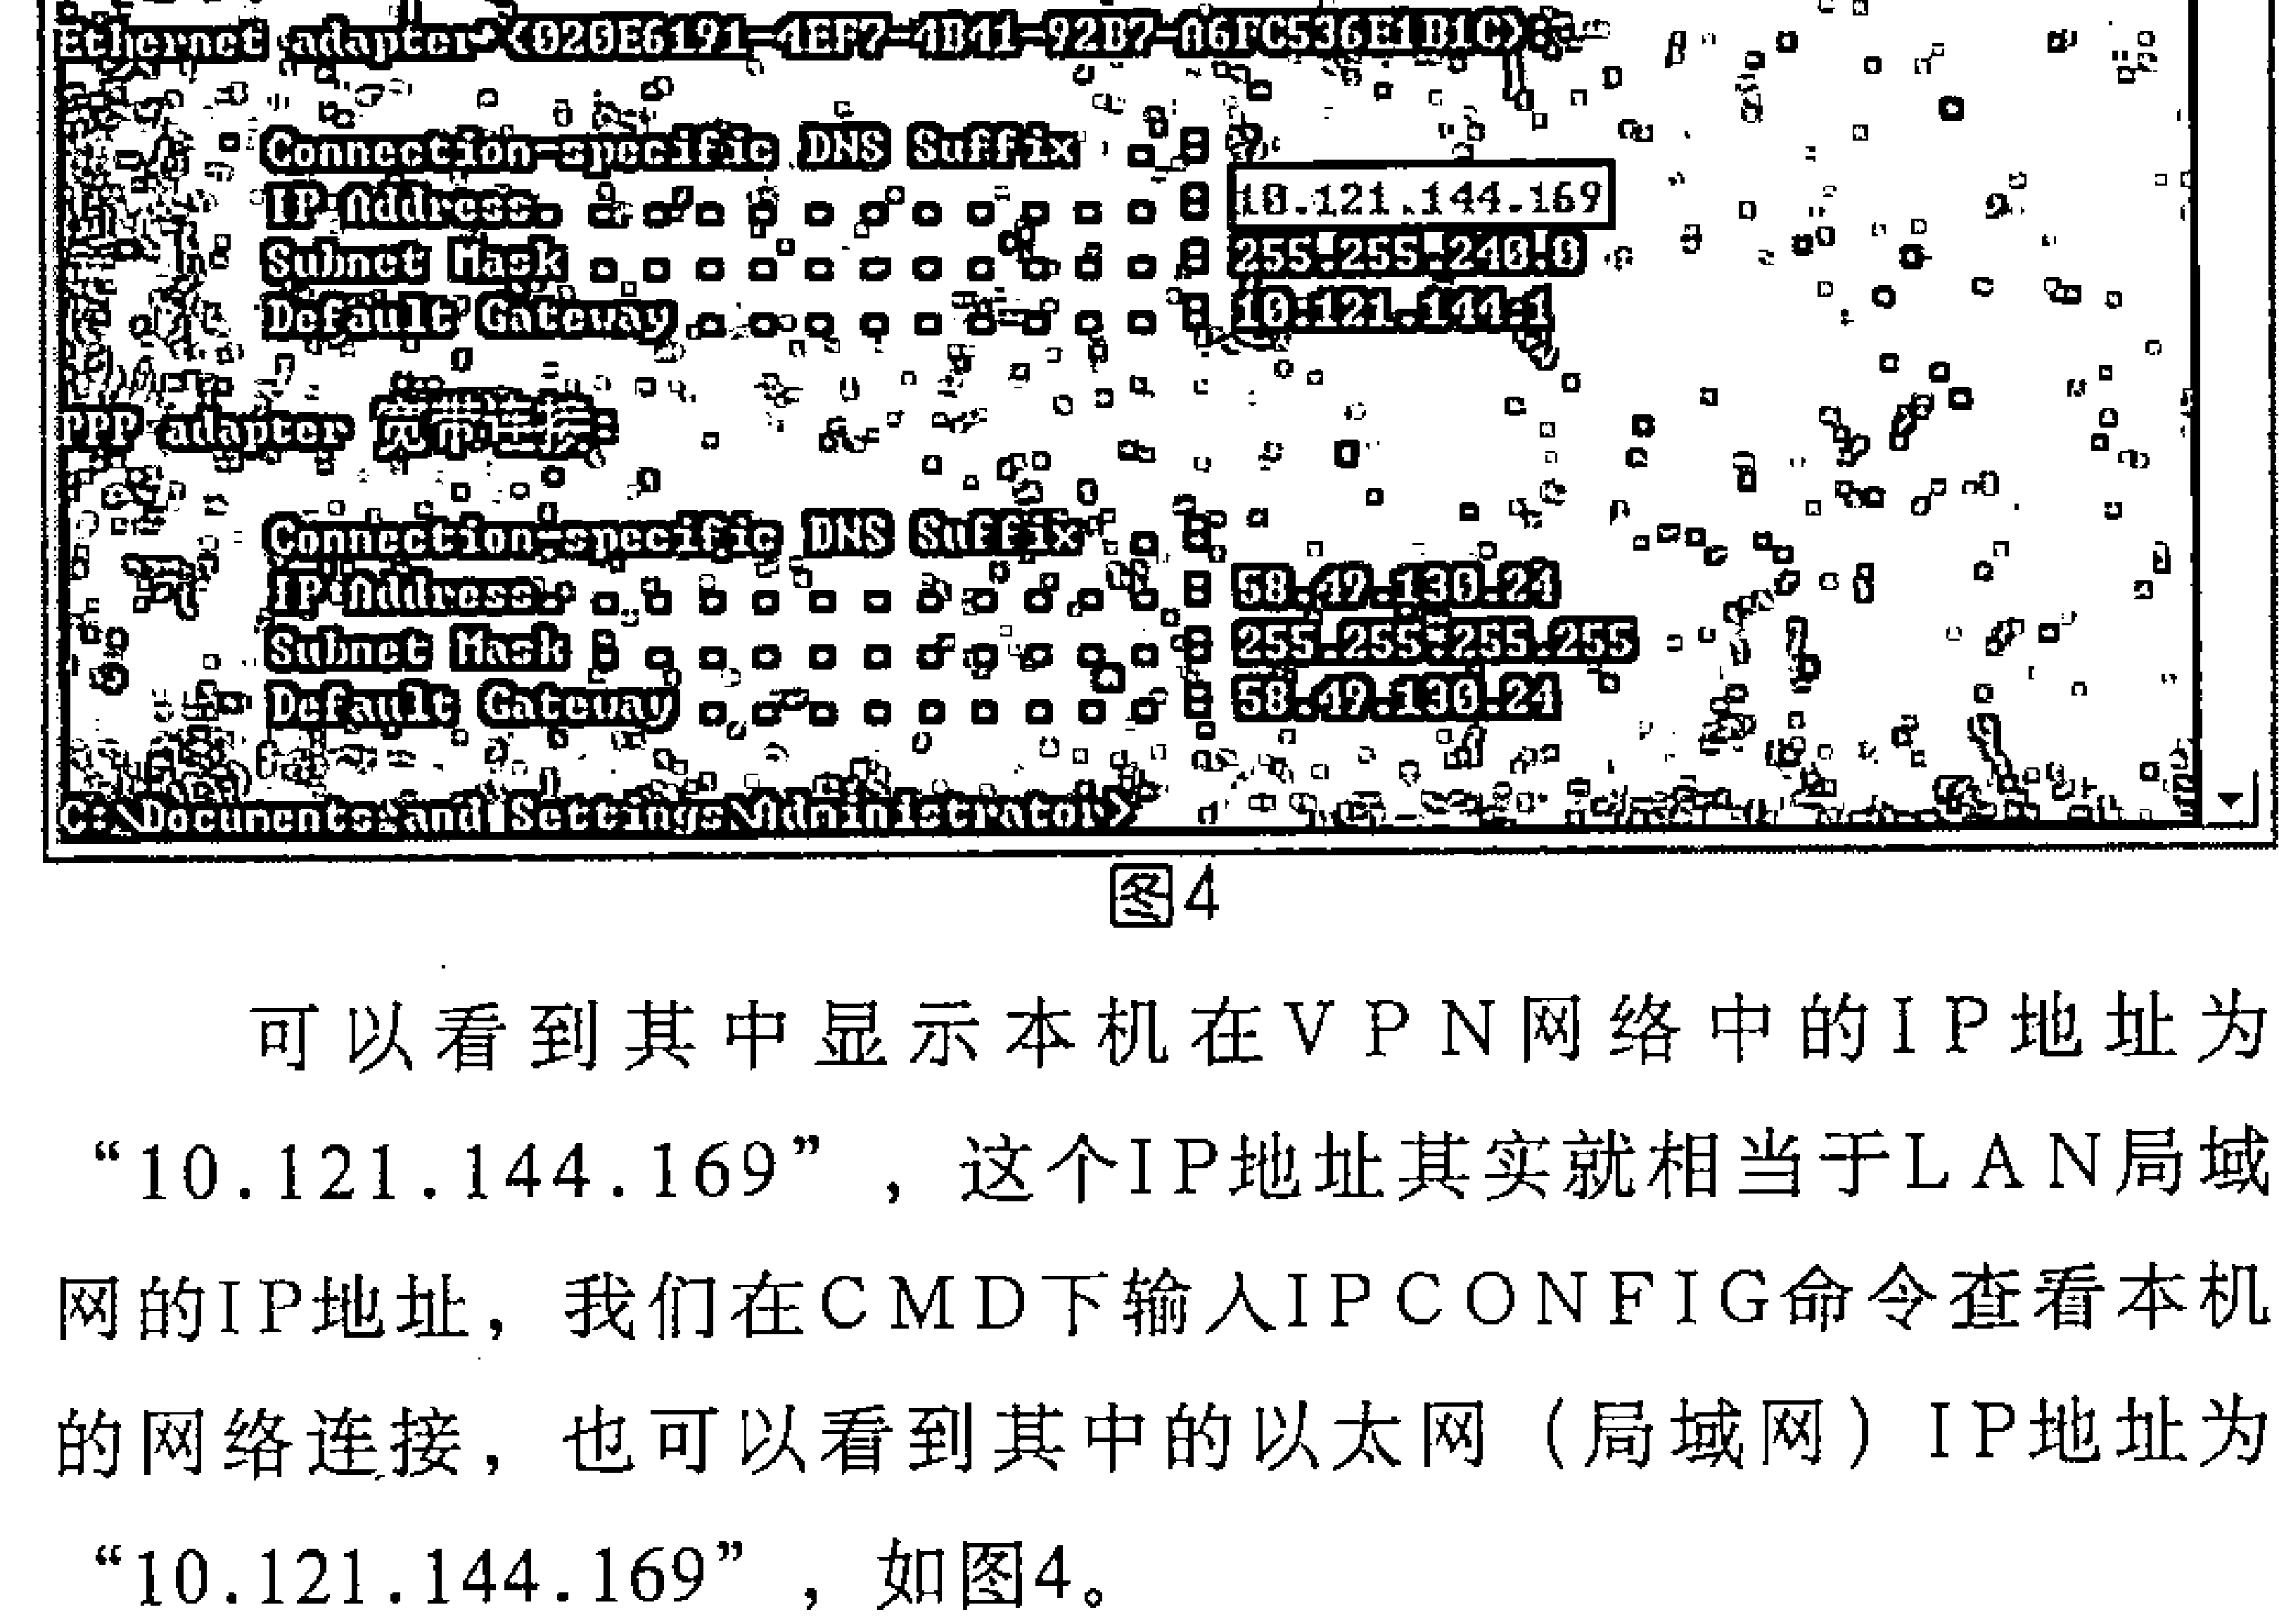 Ethernet adapter {020E6191-4EF7-4B41-92B7-A6FC536E1B1C}:
Connection-specific DNS Suffix . :
IP Address. . . . . . . . . . . . : 10.121.144.169
Subnet Mask . . . . . . . . . . . : 255.255.240.0
Default Gateway . . . . . . . . . : 10.121.144.1
PPP adapter 宽带连接:
Connection-specific DNS Suffix . :
IP Address. . . . . . . . . . . . : 58.49.130.24
Subnet Mask . . . . . . . . . . . : 255.255.255.255
Default Gateway . . . . . . . . . : 58.49.130.24
C:\Documents and Settings\Administrator>
图4
可以看到其中显示本机在VPN网络中的IP地址为
“10.121.144.169”，这个IP地址其实就相当于LAN局域
网的IP地址，我们在CMD下输入IPCONFIG命令查看本机
的网络连接，也可以看到其中的以太网（局域网）IP地址为
“10.121.144.169”，如图4。